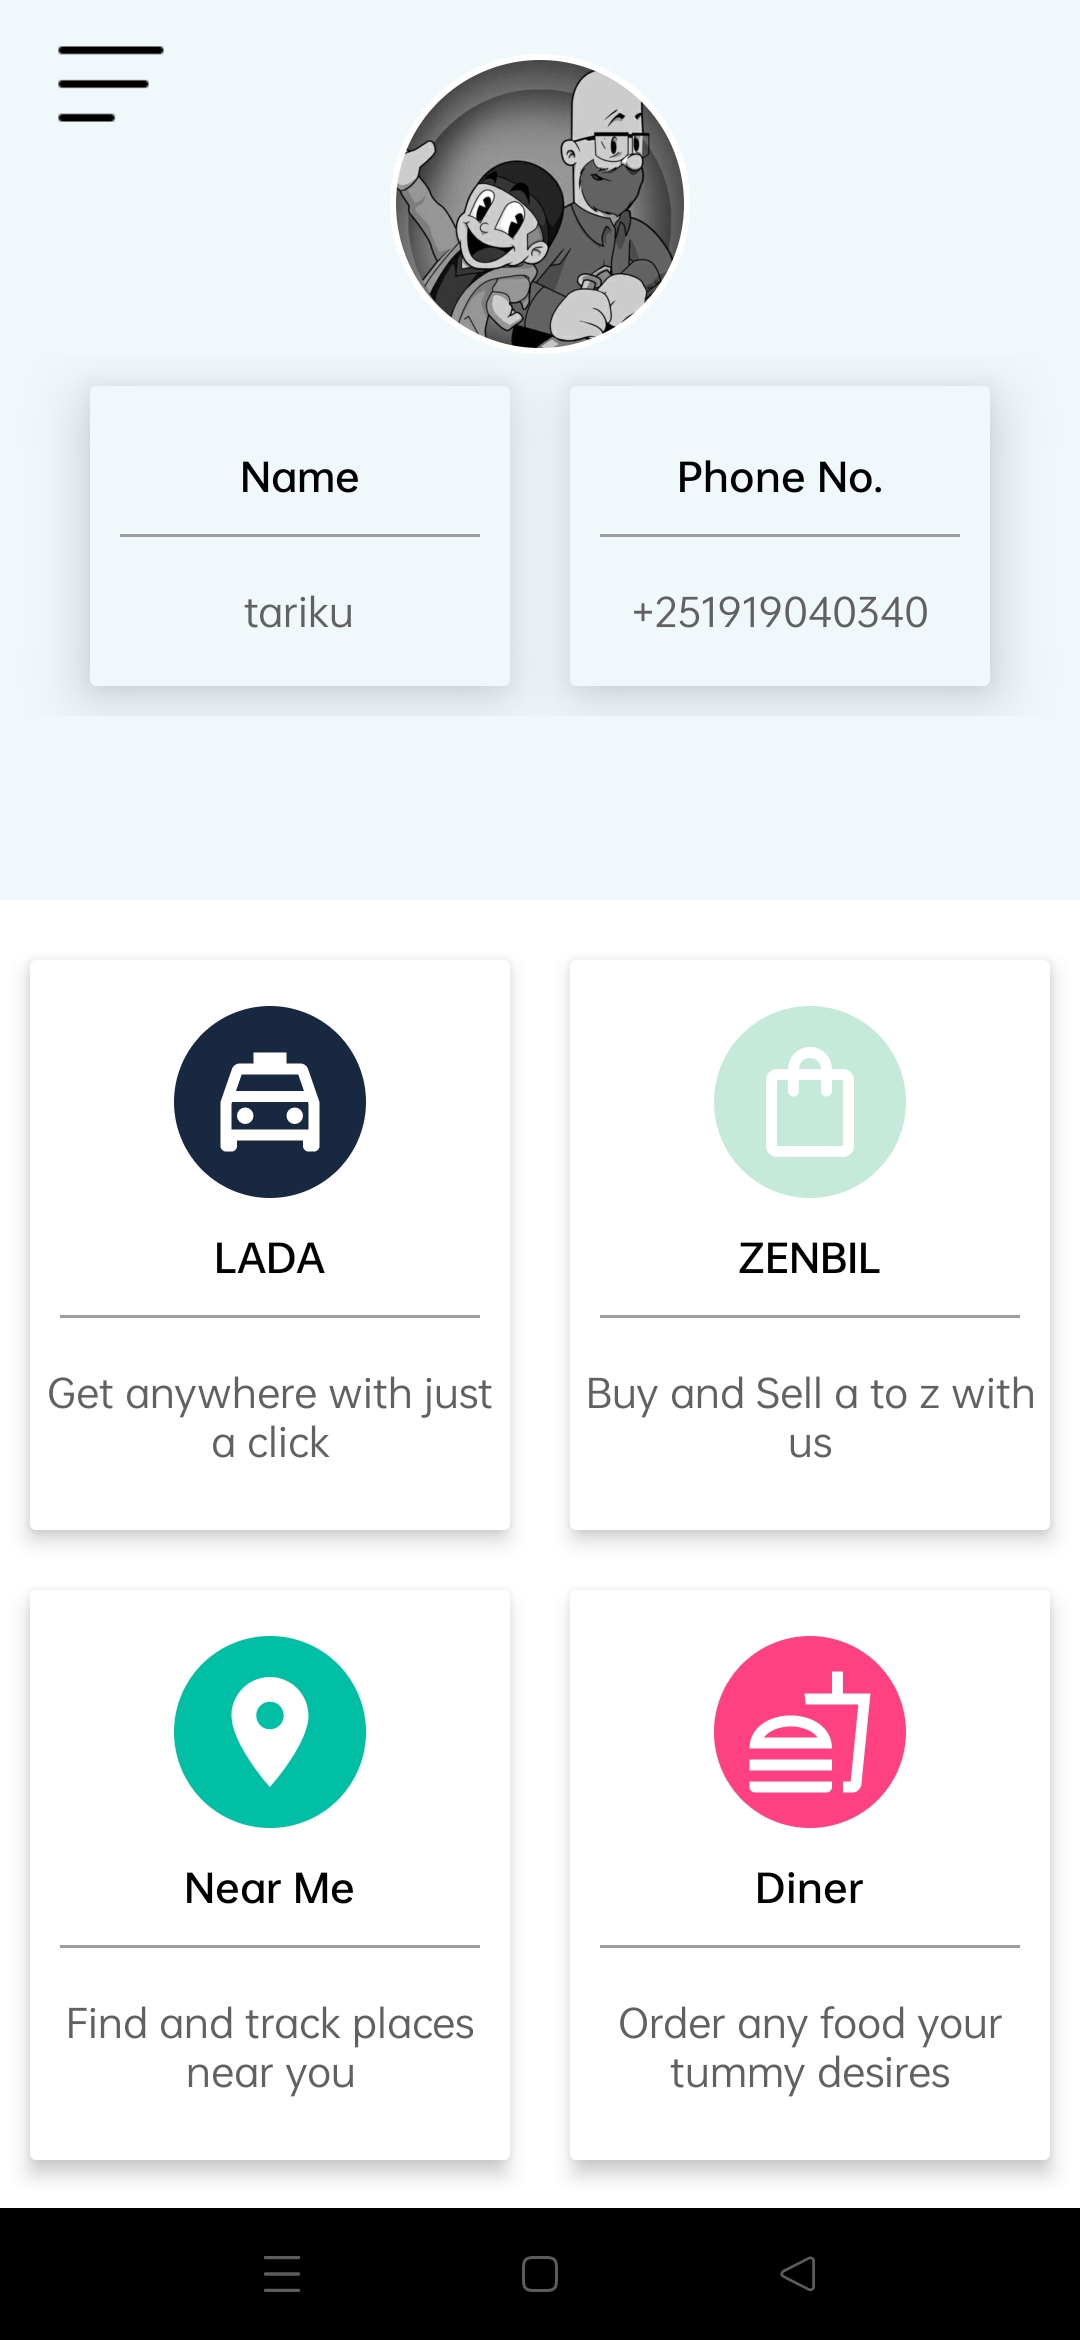 Name
tariku
Phone No.
+251919040340
LADA
Get anywhere with just
a click
ZENBIL
Buy and Sell a to z with
us
Near Me
Find and track places
near you
Diner
Order any food your
tummy desires